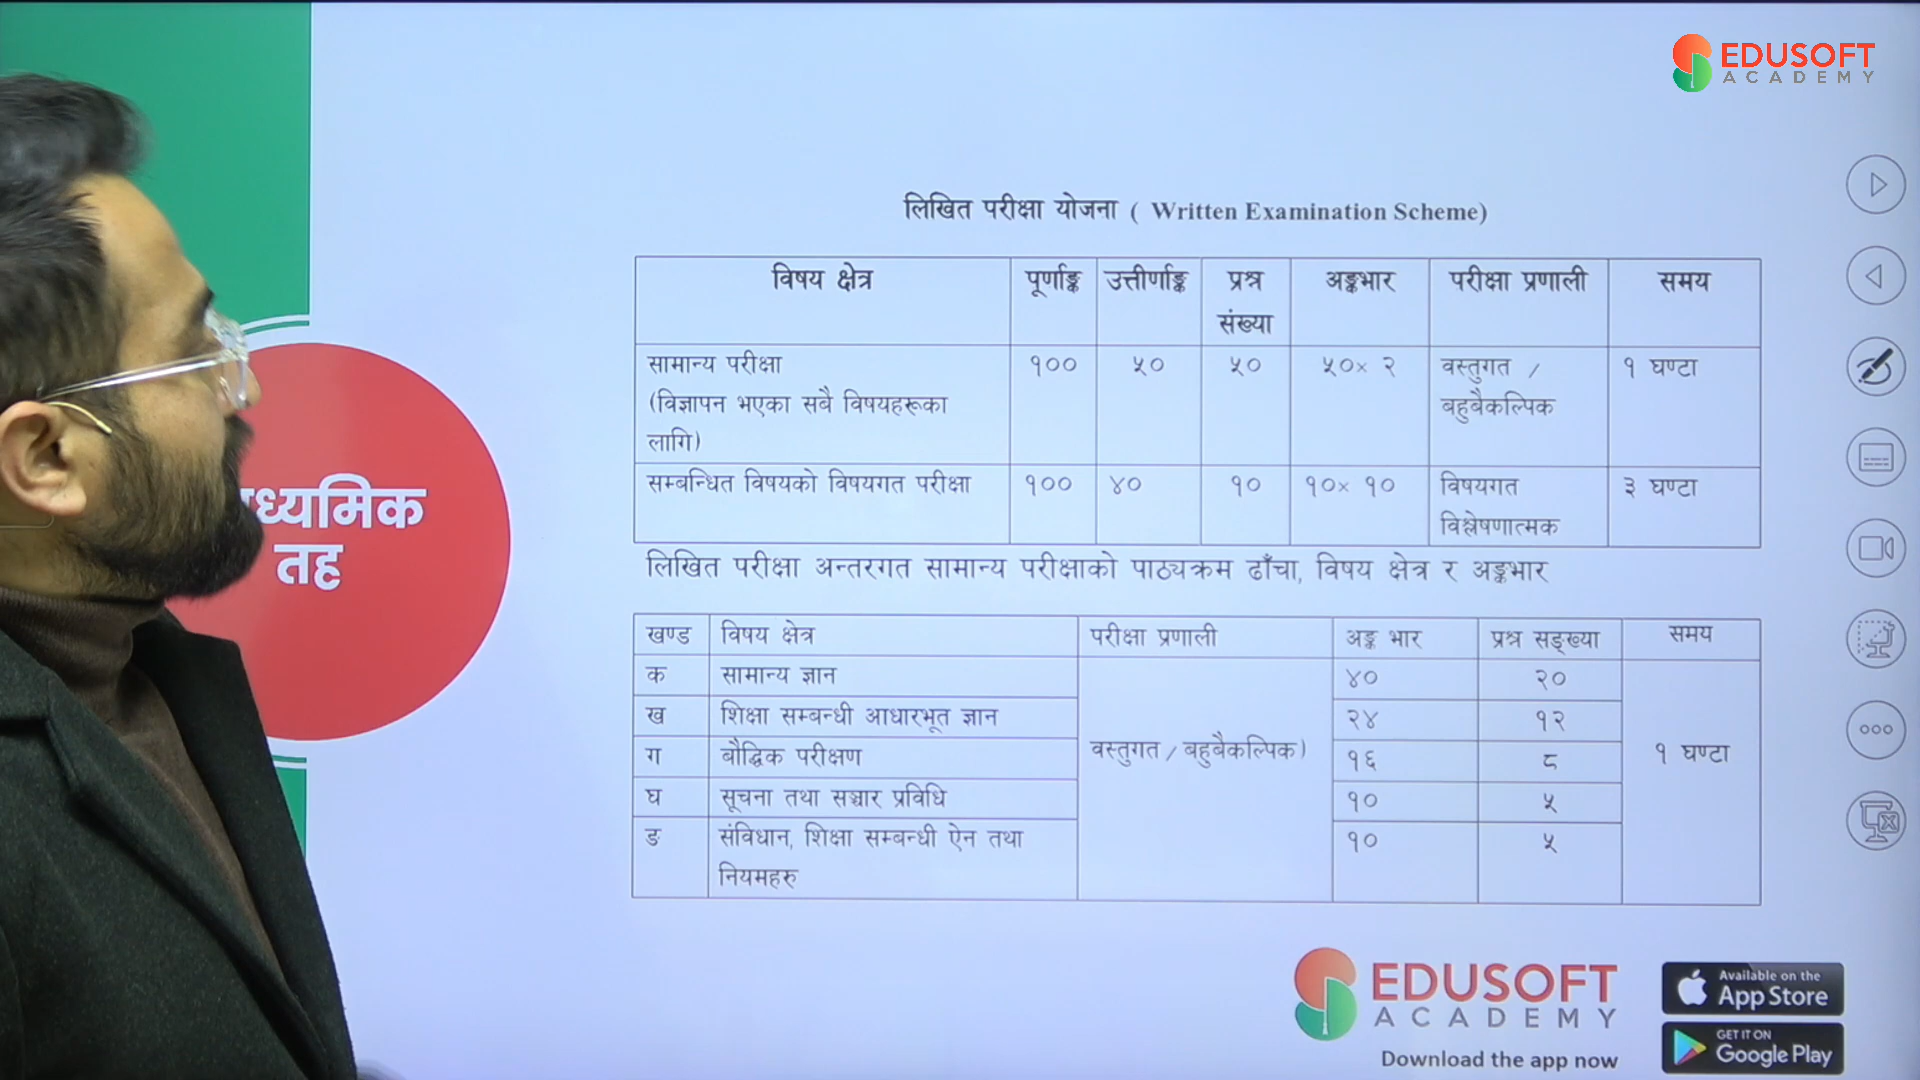 EDUSOFT
ACADEMY
लिखित परीक्षा योजना ( Written Examination Scheme)
विषय क्षेत्र पूर्णाङ्क उत्तीर्णाङ्क प्रश्न अङ्कभार परीक्षा प्रणाली समय
संख्या
सामान्य परीक्षा १०० ५० ५० ५०× २ वस्तुगत / १ घण्टा
(विज्ञापन भएका सबै विषयहरूका बहुबैकल्पिक
लागि)
सम्बन्धित विषयको विषयगत परीक्षा १०० ४० १० १०× १० विषयगत ३ घण्टा
विश्लेषणात्मक
लिखित परीक्षा अन्तरगत सामान्य परीक्षाको पाठ्यक्रम ढाँचा, विषय क्षेत्र र अङ्कभार
खण्ड विषय क्षेत्र परीक्षा प्रणाली अङ्क भार प्रश्न सङ्ख्या समय
क सामान्य ज्ञान ४० २०
ख शिक्षा सम्बन्धी आधारभूत ज्ञान २४ १२
ग बौद्धिक परीक्षण वस्तुगत / बहुबैकल्पिक) १६ ८ १ घण्टा
घ सूचना तथा सञ्चार प्रविधि १० ५
ङ संविधान, शिक्षा सम्बन्धी ऐन तथा १० ५
नियमहरु
ध्यमिक
तह
EDUSOFT
ACADEMY
Download the app now
Available on the
App Store
GET IT ON
Google Play